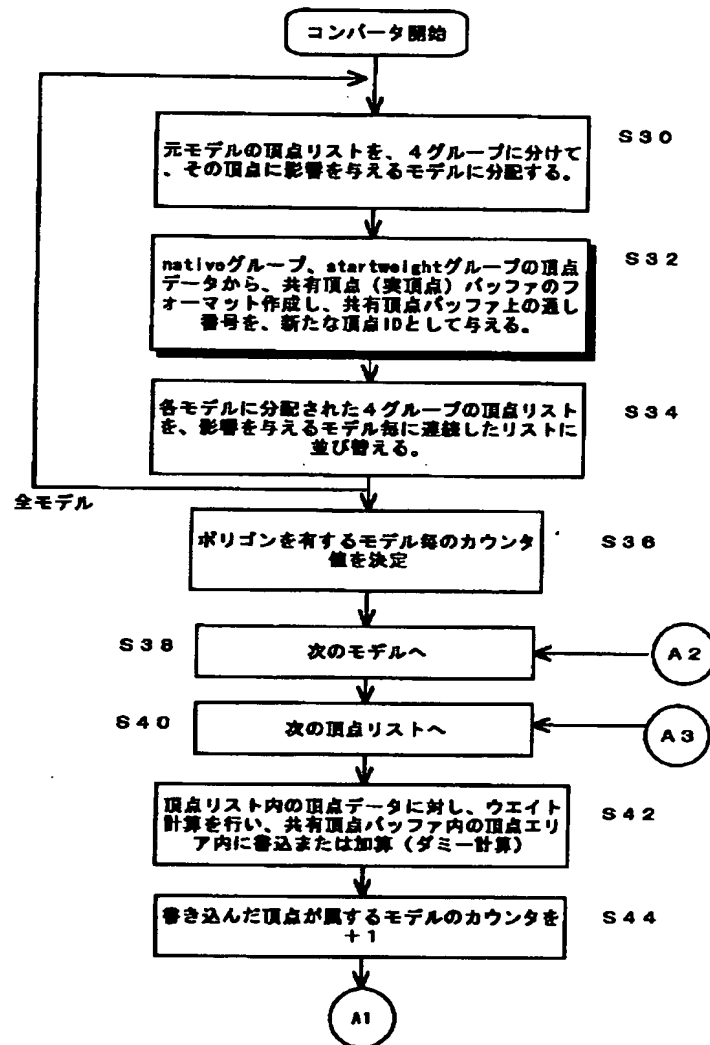 コンバータ開始
S30
元モデルの頂点リストを、4グループに分けて
、その頂点に影響を与えるモデルに分配する。
S32
nativeグループ、startweightグループの頂点
データから、共有頂点（実頂点）バッファのフ
ォーマット作成し、共有頂点バッファ上の通し
番号を、新たな頂点IDとして与える。
S34
各モデルに分配された4グループの頂点リスト
を、影響を与えるモデル毎に連続したリストに
並び替える。
全モデル
S36
ポリゴンを有するモデル毎のカウンタ
値を決定
S38
次のモデルへ
A2
S40
次の頂点リストへ
A3
S42
頂点リスト内の頂点データに対し、ウエイト
計算を行い、共有頂点バッファ内の頂点エリ
ア内に書込または加算（ダミー計算）
S44
書き込んだ頂点が属するモデルのカウンタを
＋1
A1